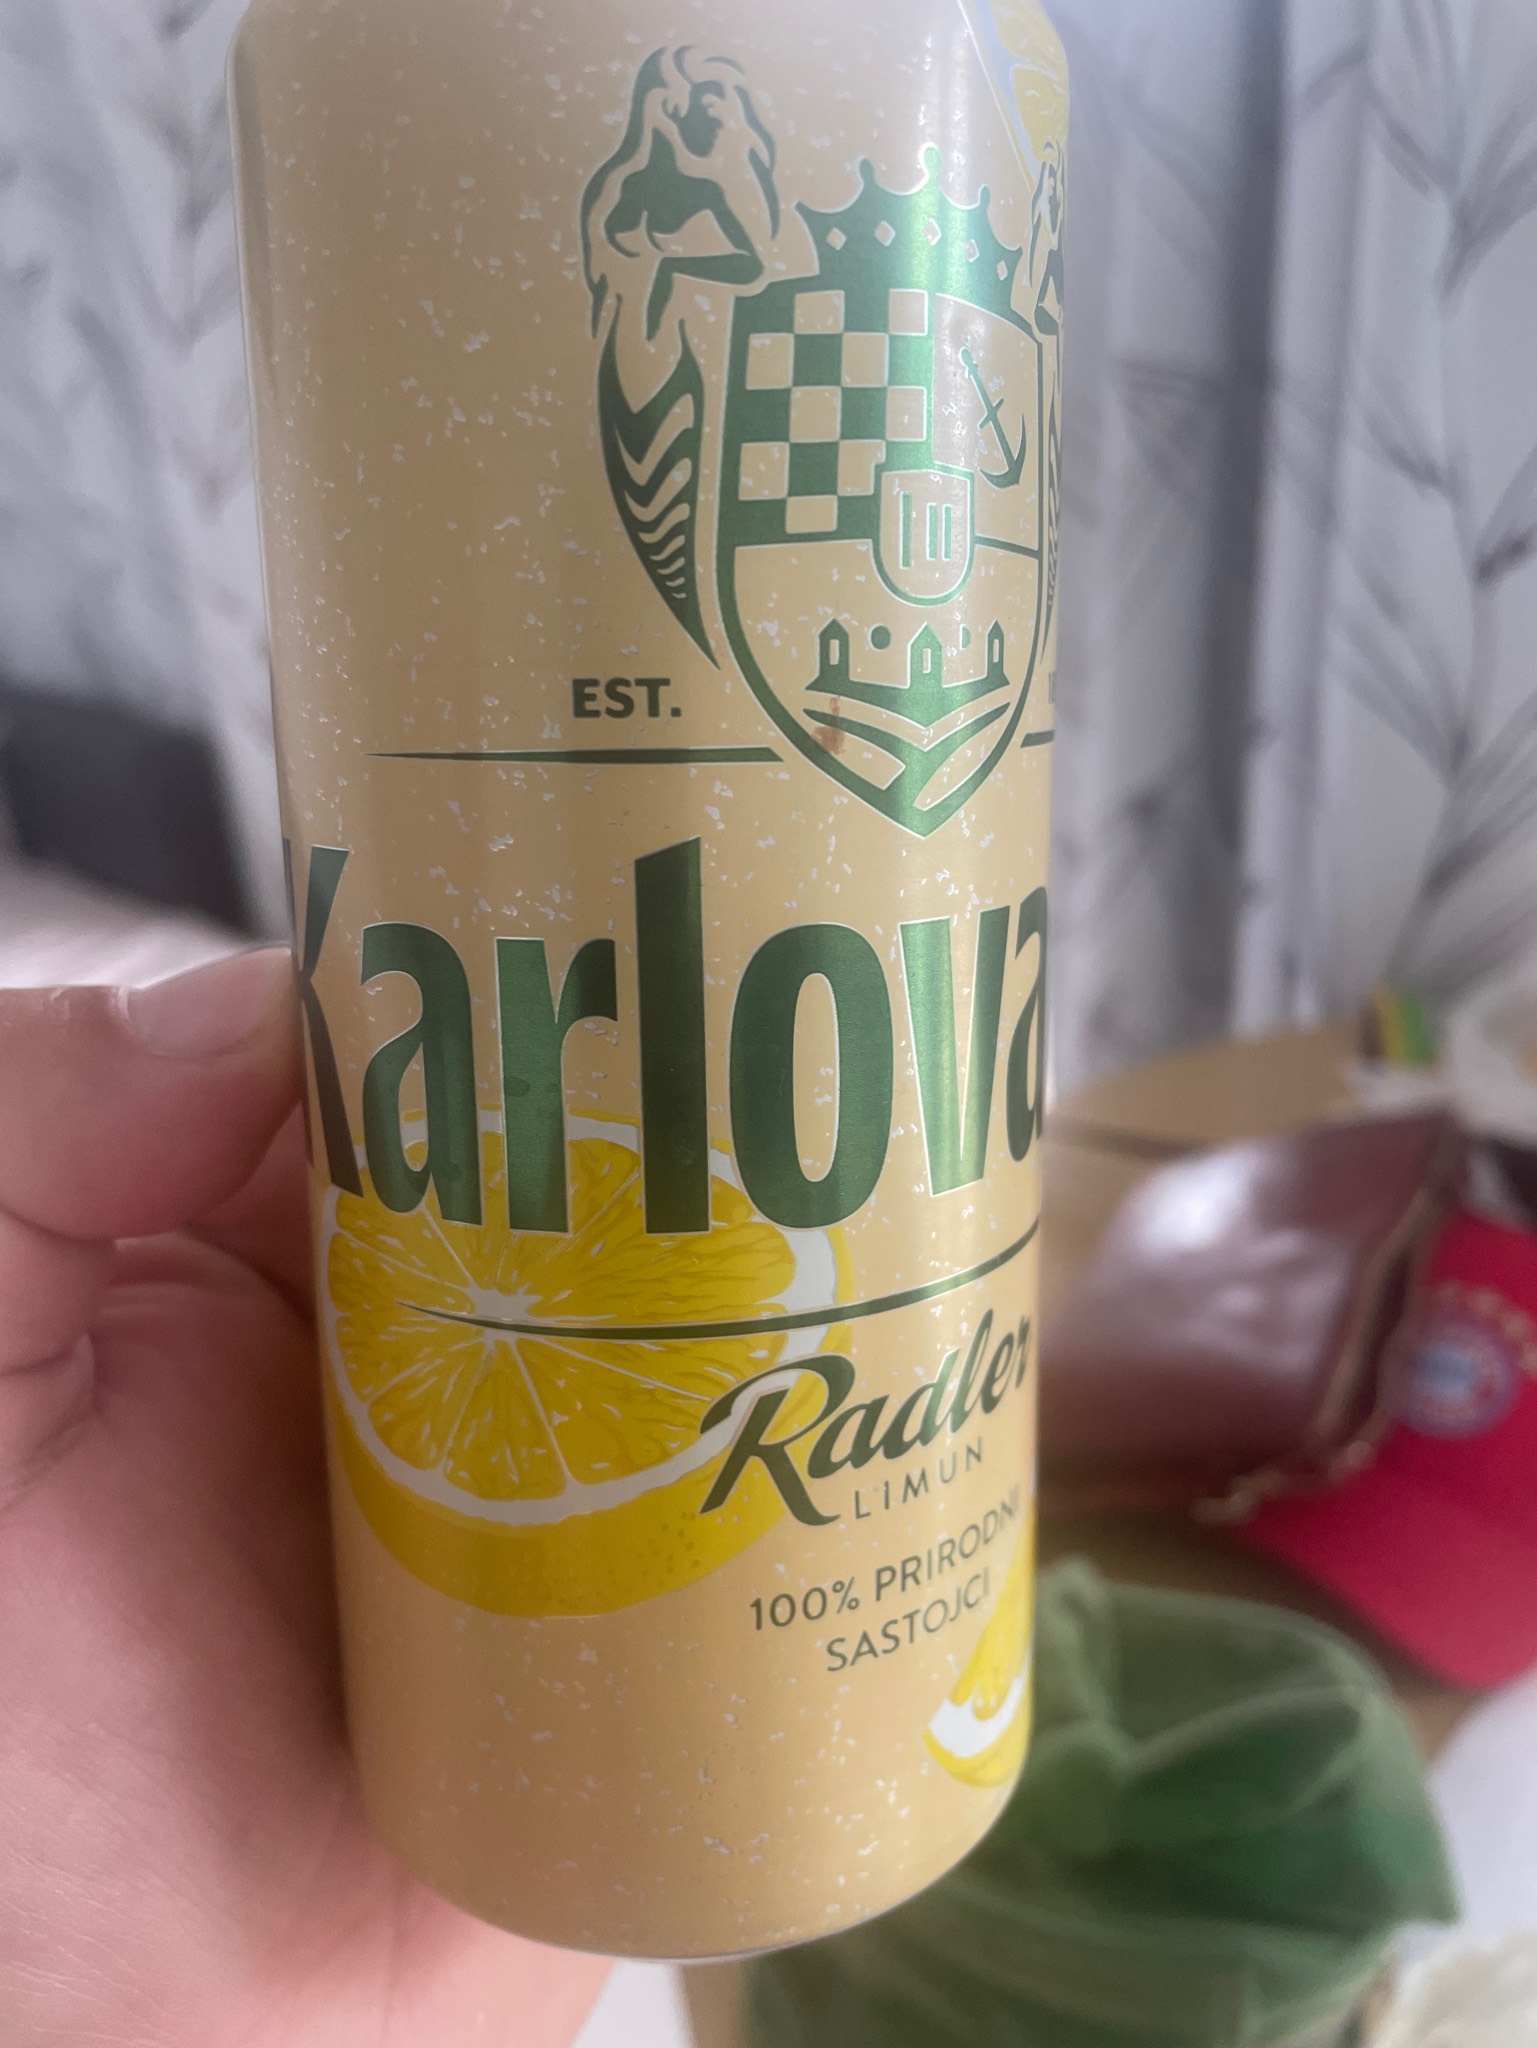 EST.
Karlova
Radler
LIMUN
100% PRIRODNI
SASTOJCI